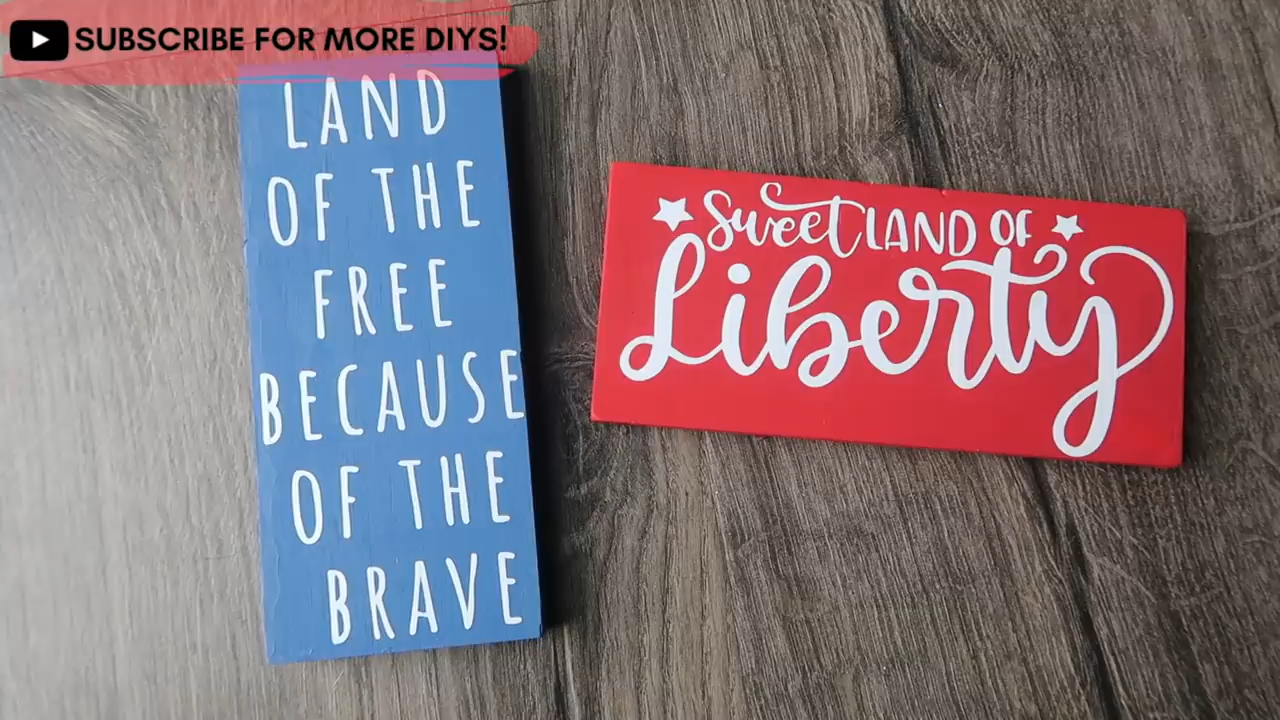 SUBSCRIBE FOR MORE DIYS!
LAND
OF THE
FREE
BECAUSE
OF THE
BRAVE
Sweet LAND OF
Liberty